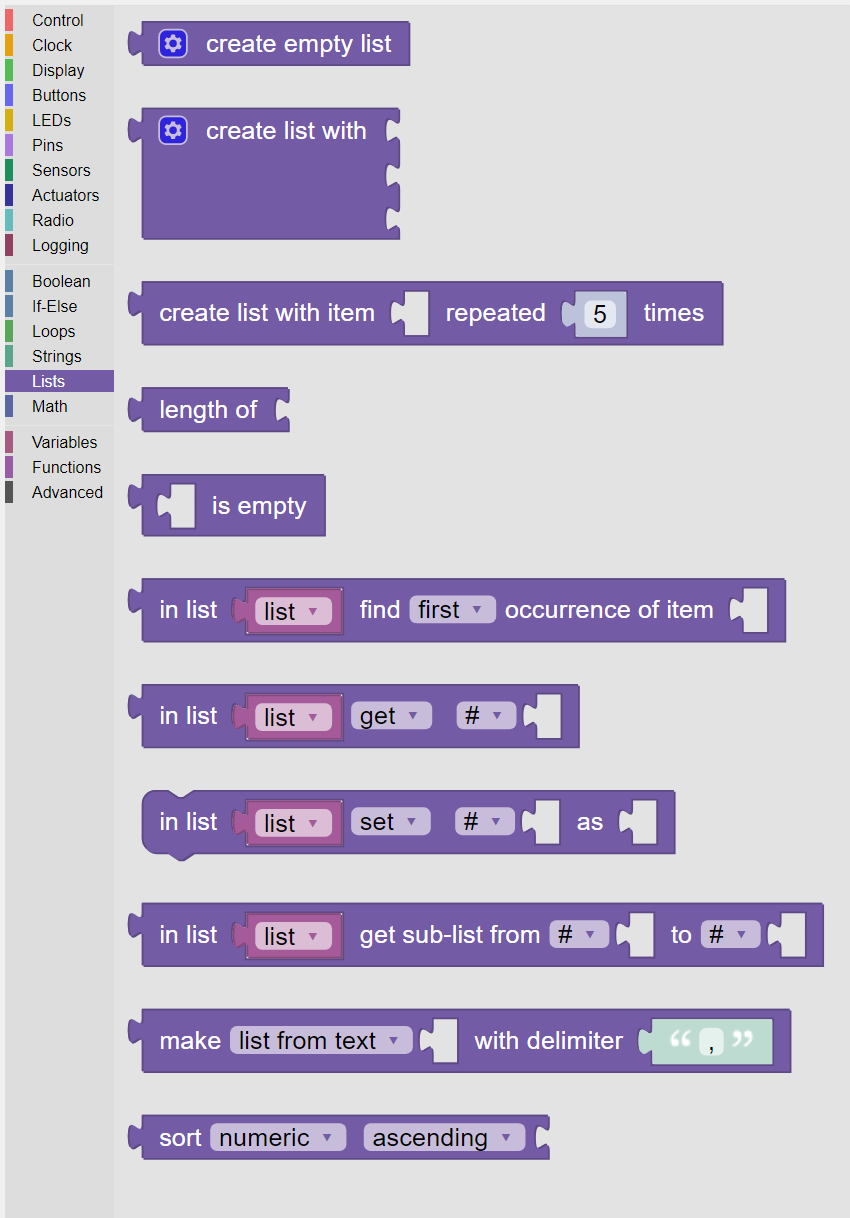 Control
Clock
Display
Buttons
LEDs
Pins
Sensors
Actuators
Radio
Logging
Boolean
If-Else
Loops
Strings
Lists
Math
Variables
Functions
Advanced
create empty list
create list with
create list with item repeated 5 times
length of
is empty
in list list find first occurrence of item
in list list get #
in list list set # as
in list list get sub-list from # to #
make list from text with delimiter “ , ”
sort numeric ascending